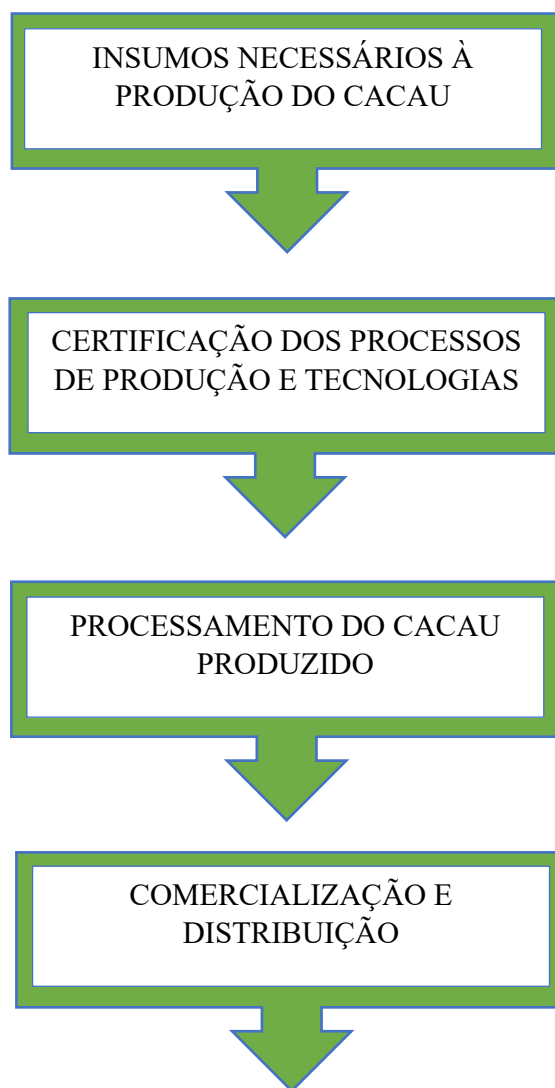 INSUMOS NECESSÁRIOS À
PRODUÇÃO DO CACAU
CERTIFICAÇÃO DOS PROCESSOS
DE PRODUÇÃO E TECNOLOGIAS
PROCESSAMENTO DO CACAU
PRODUZIDO
COMERCIALIZAÇÃO E
DISTRIBUIÇÃO